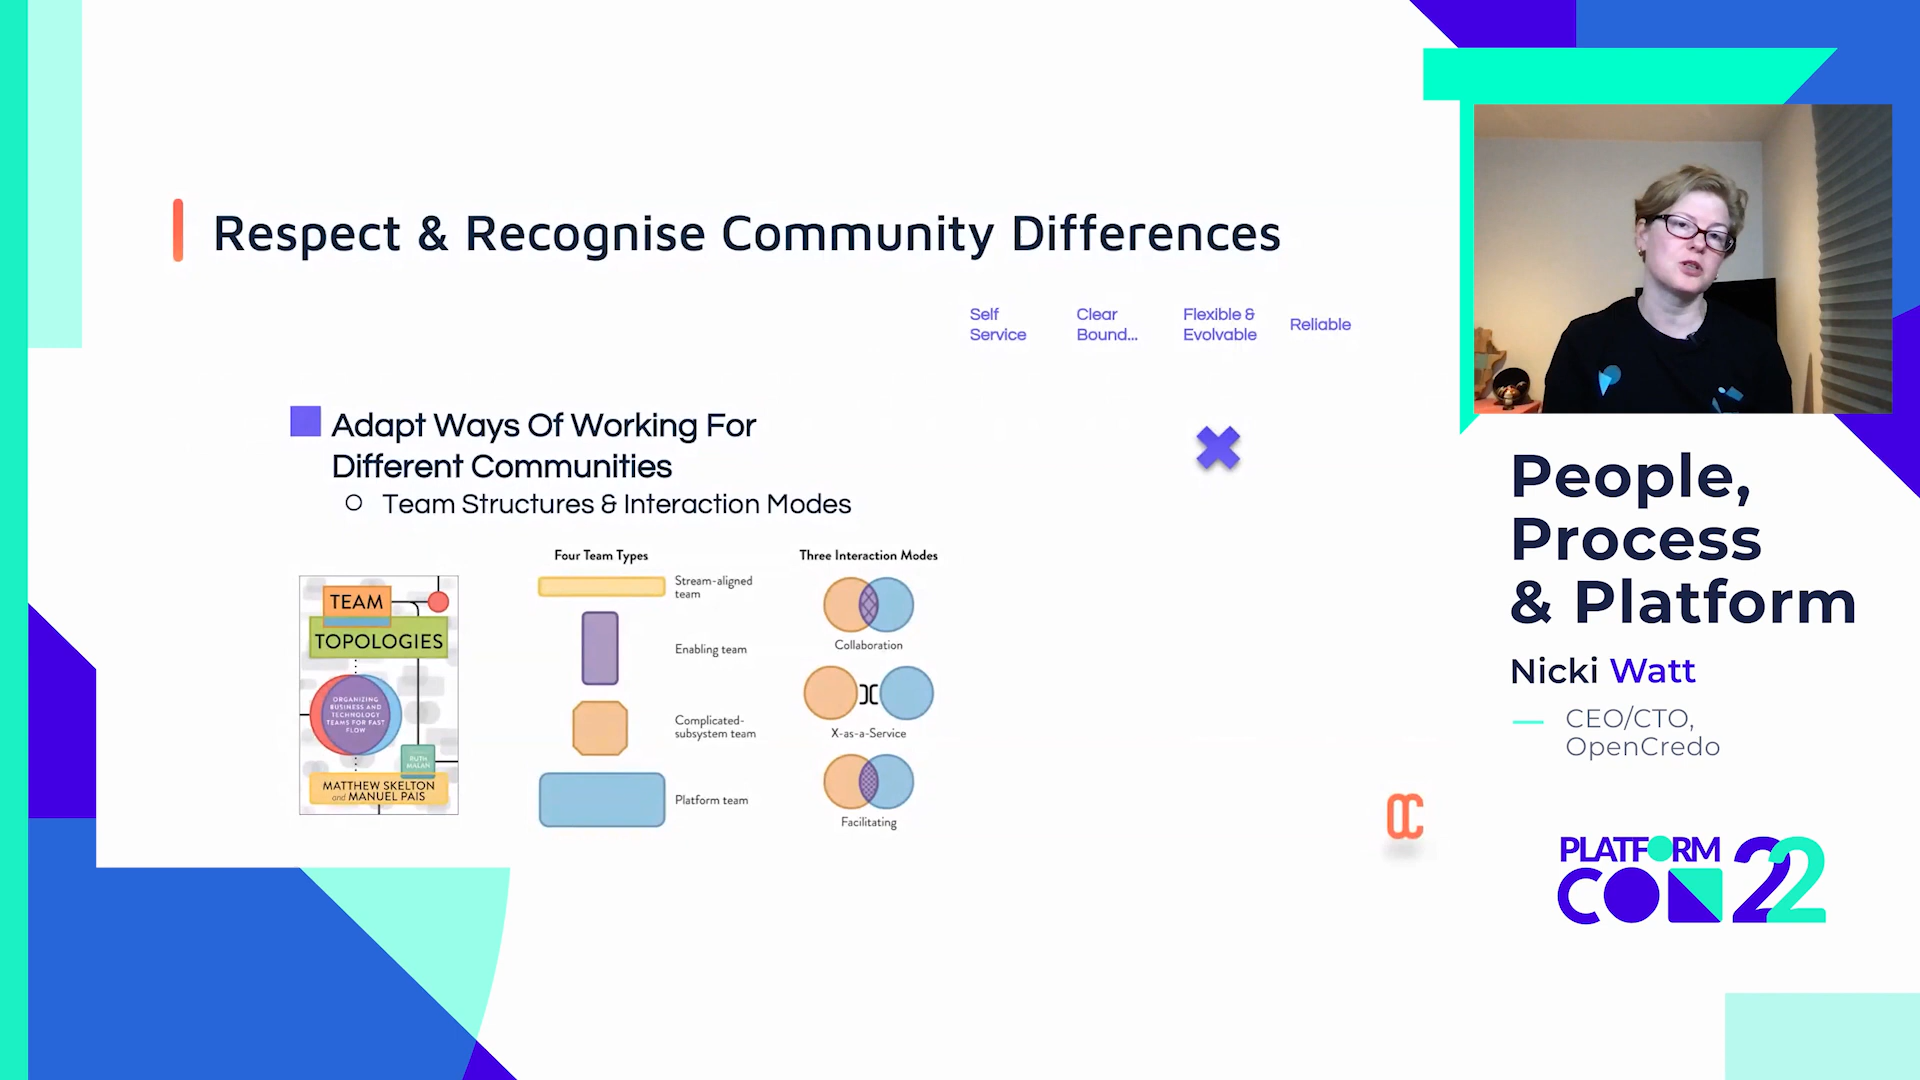 Respect & Recognise Community Differences
Self
Service
Clear
Bound...
Flexible &
Evolvable
Reliable
Adapt Ways Of Working For
Different Communities
Team Structures & Interaction Modes
TEAM
TOPOLOGIES
ORGANIZING
BUSINESS AND
TECHNOLOGY
TEAMS FOR FAST
FLOW
RUTH
MALAN
MATTHEW SKELTON
and MANUEL PAIS
Four Team Types
Stream-aligned
team
Enabling team
Complicated-
subsystem team
Platform team
Three Interaction Modes
Collaboration
X-as-a-Service
Facilitating
People,
Process
& Platform
Nicki Watt
CEO/CTO,
OpenCredo
PLATFORM
CON 22